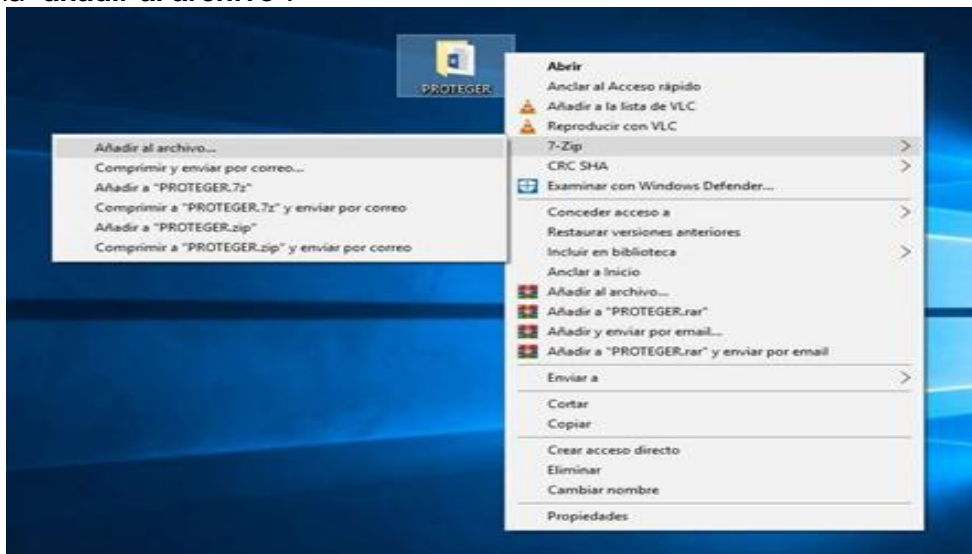 "añadir al archivo".
PROTEGER
Abrir
Anclar al Acceso rápido
Añadir a la lista de VLC
Reproducir con VLC
7-Zip
CRC SHA
Examinar con Windows Defender...
Conceder acceso a
Restaurar versiones anteriores
Incluir en biblioteca
Anclar a Inicio
Añadir al archivo...
Añadir a "PROTEGER.rar"
Añadir y enviar por email...
Añadir a "PROTEGER.rar" y enviar por email
Enviar a
Cortar
Copiar
Crear acceso directo
Eliminar
Cambiar nombre
Propiedades
Añadir al archivo...
Comprimir y enviar por correo...
Añadir a "PROTEGER.7z"
Comprimir a "PROTEGER.7z" y enviar por correo
Añadir a "PROTEGER.zip"
Comprimir a "PROTEGER.zip" y enviar por correo